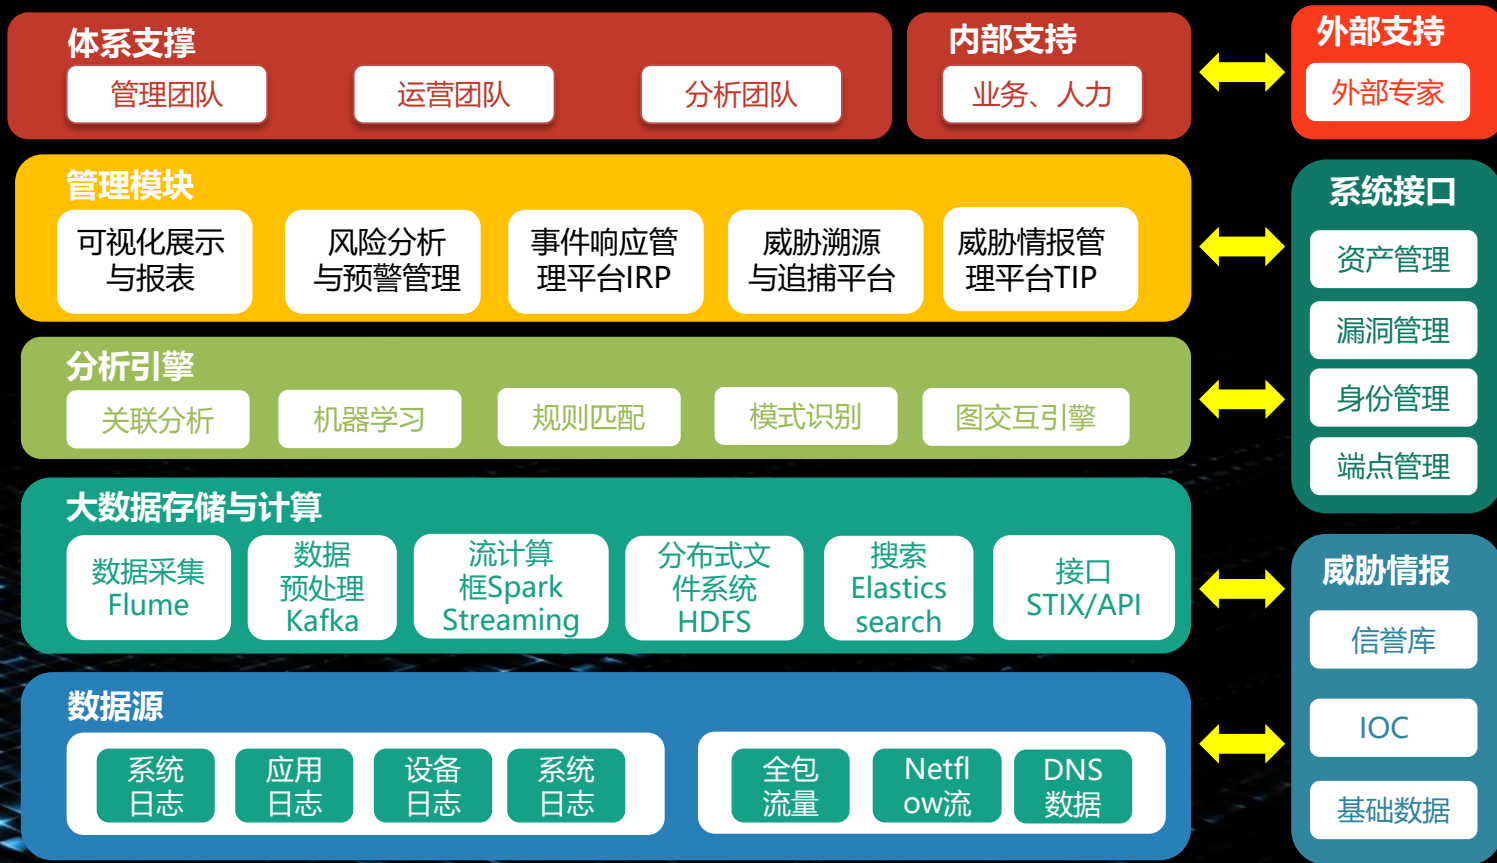 体系支撑
管理团队
运营团队
分析团队
内部支持
业务、人力
外部支持
外部专家
管理模块
可视化展示
与报表
风险分析
与预警管理
事件响应管
理平台IRP
威胁溯源
与追捕平台
威胁情报管
理平台TIP
系统接口
资产管理
漏洞管理
身份管理
端点管理
分析引擎
关联分析
机器学习
规则匹配
模式识别
图交互引擎
大数据存储与计算
数据采集
Flume
数据
预处理
Kafka
流计算
框Spark
Streaming
分布式文
件系统
HDFS
搜索
Elastics
search
接口
STIX/API
威胁情报
信誉库
IOC
基础数据
数据源
系统
日志
应用
日志
设备
日志
系统
日志
全包
流量
Netfl
ow流
DNS
数据